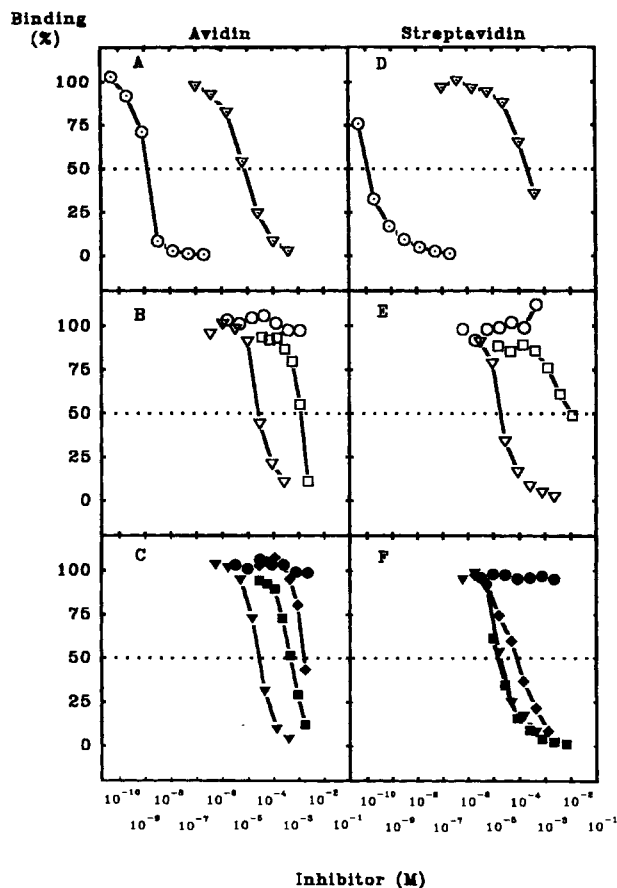 Binding
(%)
Avidin
Streptavidin
A
100
75
50
25
0
D
B
100
75
50
25
0
E
C
100
75
50
25
0
F
10⁻¹⁰ 10⁻⁸ 10⁻⁶ 10⁻⁴ 10⁻²
10⁻⁹ 10⁻⁷ 10⁻⁵ 10⁻³ 10⁻¹
10⁻¹⁰ 10⁻⁸ 10⁻⁶ 10⁻⁴ 10⁻²
10⁻⁹ 10⁻⁷ 10⁻⁵ 10⁻³ 10⁻¹
Inhibitor (M)